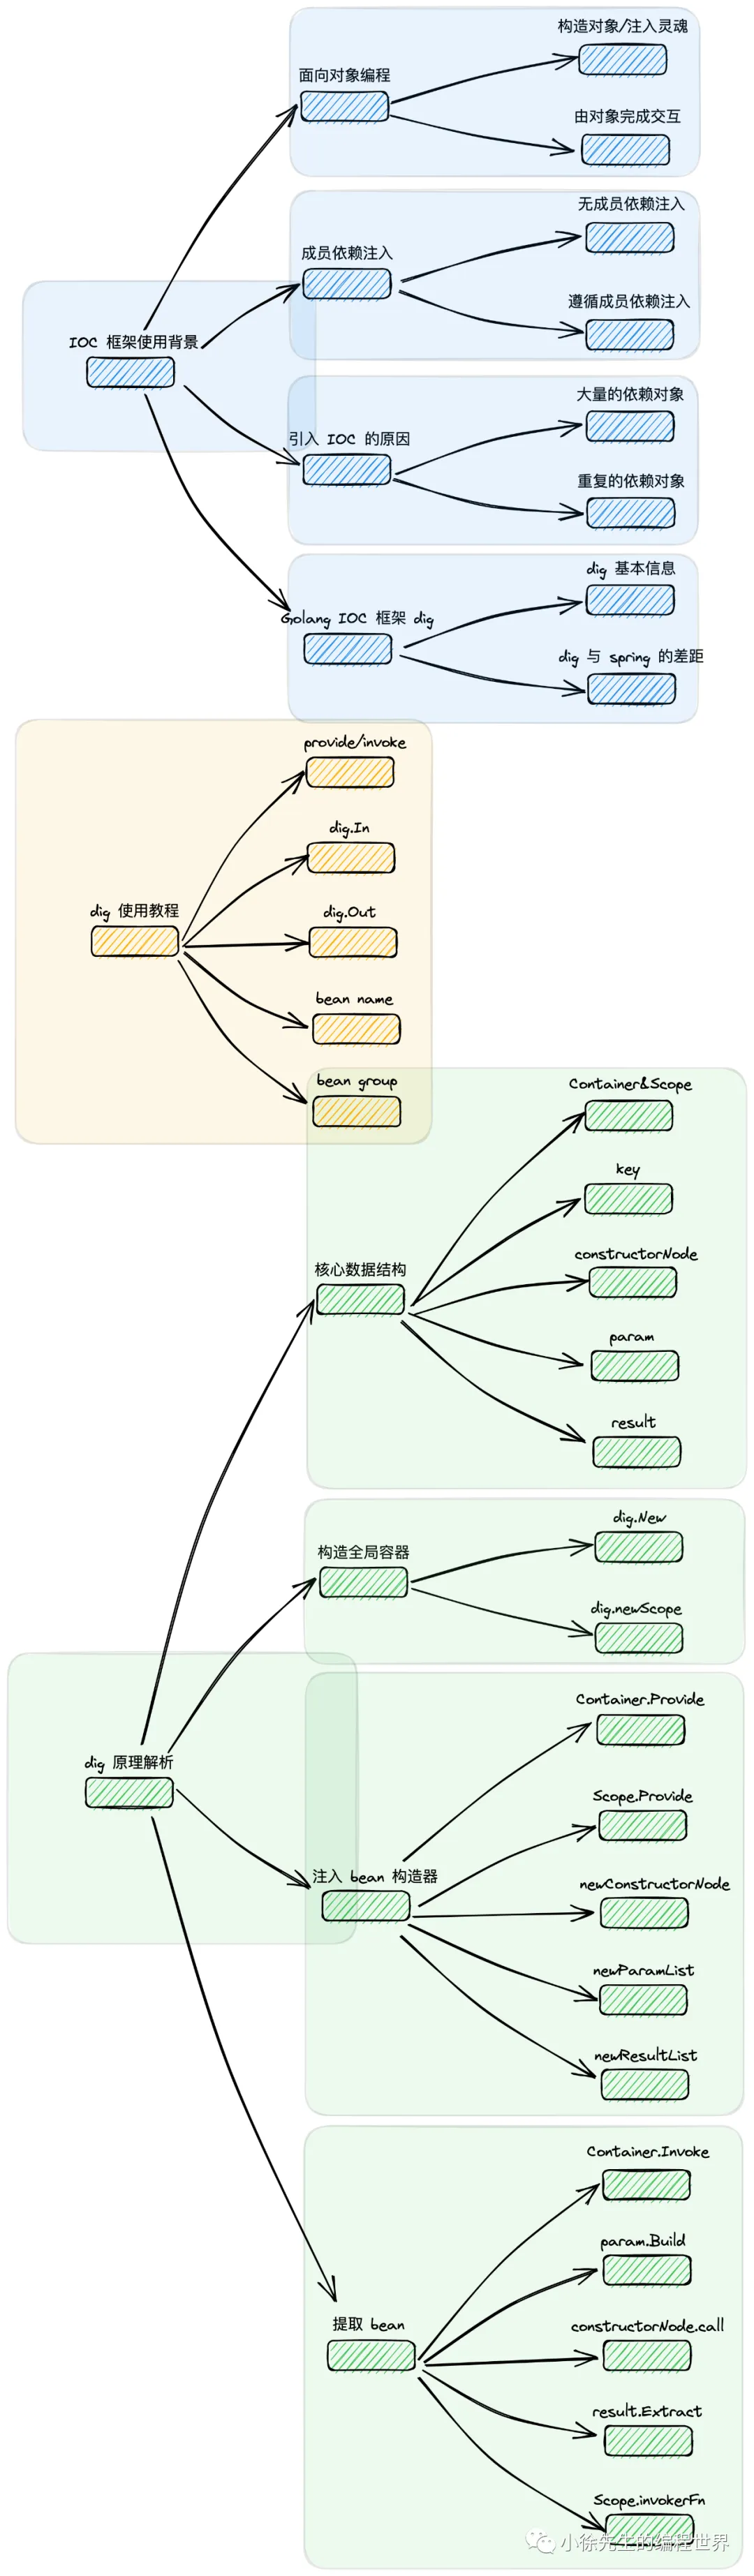 构造对象/注入灵魂
面向对象编程
由对象完成交互
无成员依赖注入
成员依赖注入
遵循成员依赖注入
IOC 框架使用背景
大量的依赖对象
引入 IOC 的原因
重复的依赖对象
dig 基本信息
Golang IOC 框架 dig
dig 与 spring 的差距
provide/invoke
dig.In
dig 使用教程
dig.Out
bean name
bean group
Container&Scope
key
constructorNode
核心数据结构
param
result
dig.New
构造全局容器
dig.newScope
Container.Provide
dig 原理解析
Scope.Provide
注入 bean 构造器
newConstructorNode
newParamList
newResultList
Container.Invoke
param.Build
提取 bean
constructorNode.call
result.Extract
Scope.invokerFn
小徐先生的编程世界